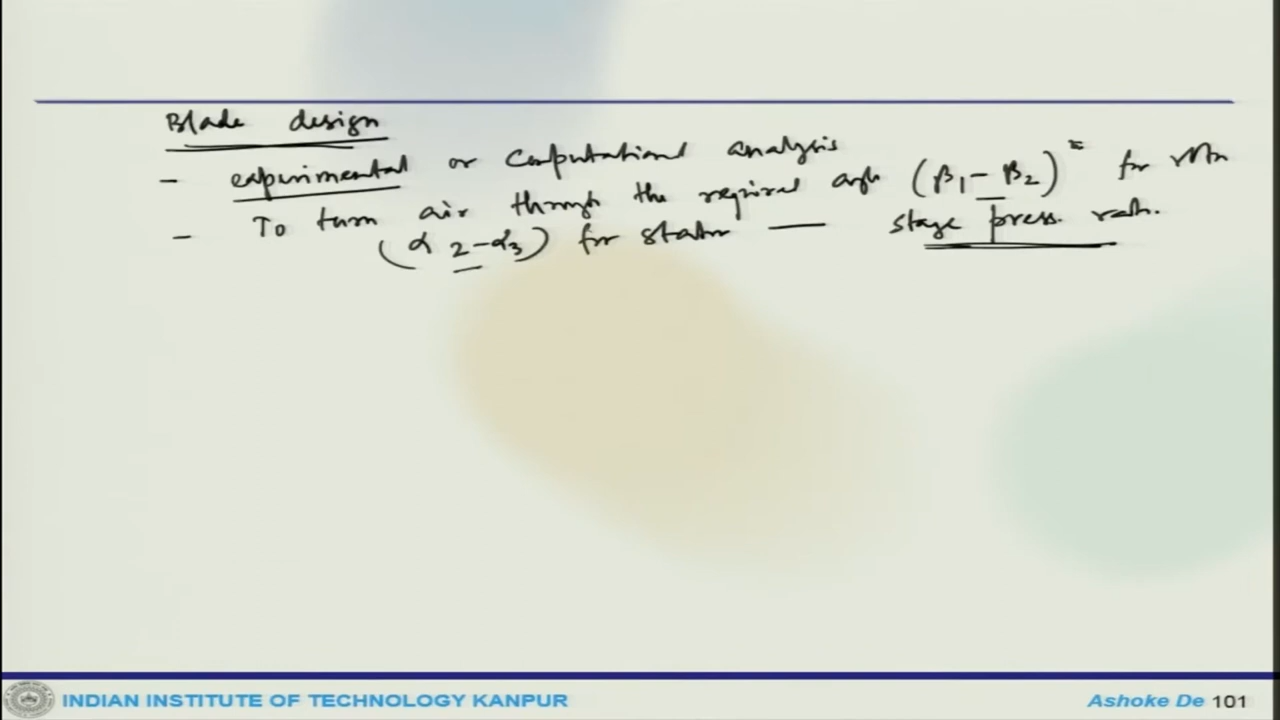 Blade design
- experimental or computational analysis
- To turn air through the required angle (β1 - β2) for
(α2 - α3) for stator — stage press. ratio.
INDIAN INSTITUTE OF TECHNOLOGY KANPUR
Ashoke De 101